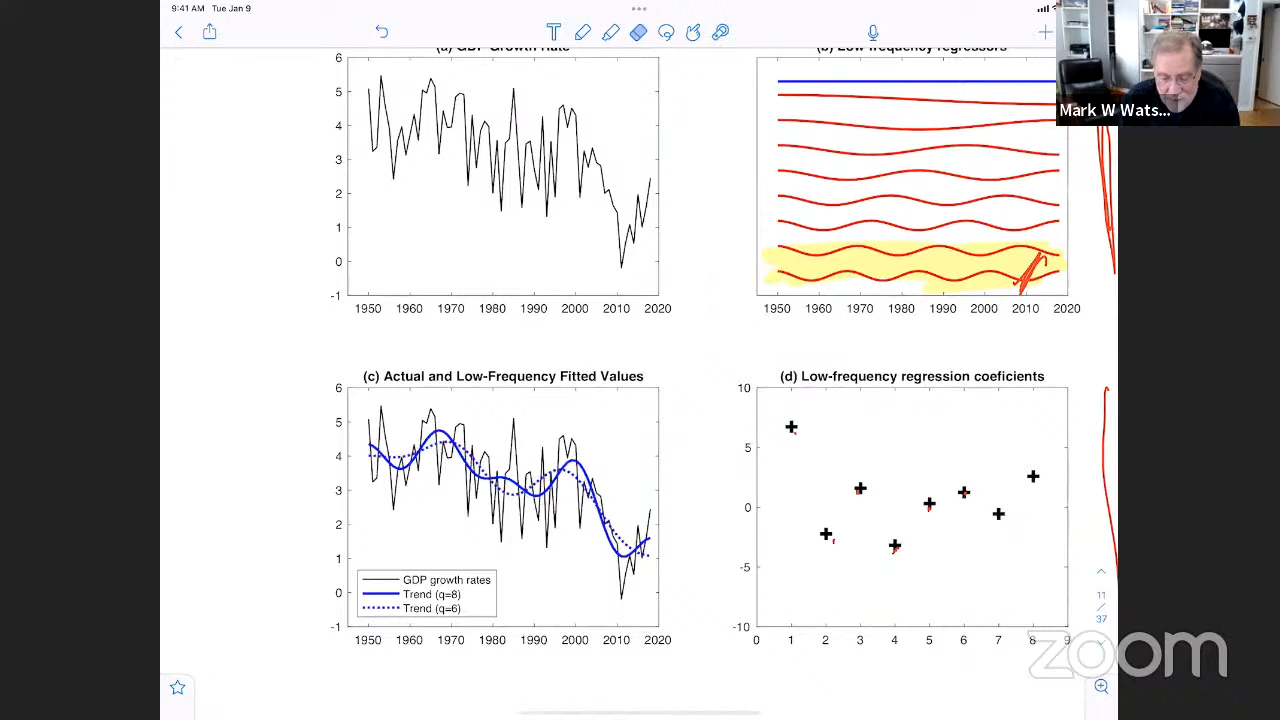 9:41 AM Tue Jan 9
(a) GDP Growth Rate
(b) Low-frequency regressors
Mark W Wats...
6
5
4
3
2
1
0
-1
1950 1960 1970 1980 1990 2000 2010 2020
1950 1960 1970 1980 1990 2000 2010 2020
(c) Actual and Low-Frequency Fitted Values
(d) Low-frequency regression coeficients
6
5
4
3
2
1
0
-1
GDP growth rates
Trend (q=8)
Trend (q=6)
1950 1960 1970 1980 1990 2000 2010 2020
10
5
0
-5
-10
0 1 2 3 4 5 6 7 8 9
11
/
37
zoom